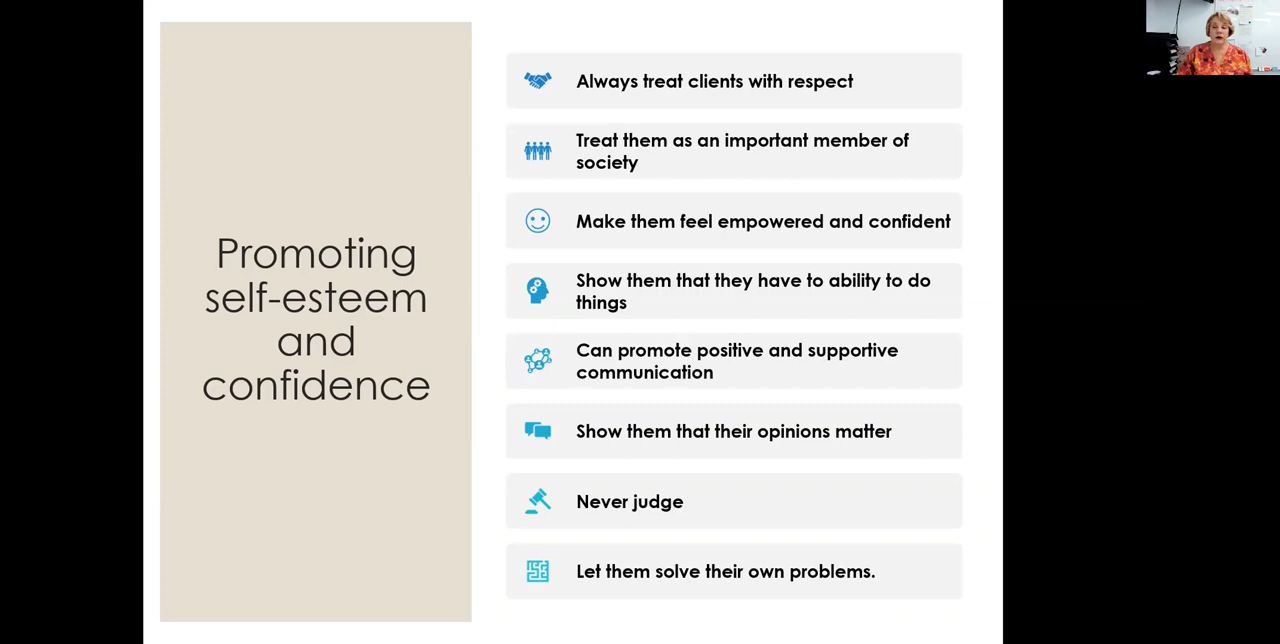 Promoting
self-esteem
and
confidence
Always treat clients with respect
Treat them as an important member of
society
Make them feel empowered and confident
Show them that they have to ability to do
things
Can promote positive and supportive
communication
Show them that their opinions matter
Never judge
Let them solve their own problems.